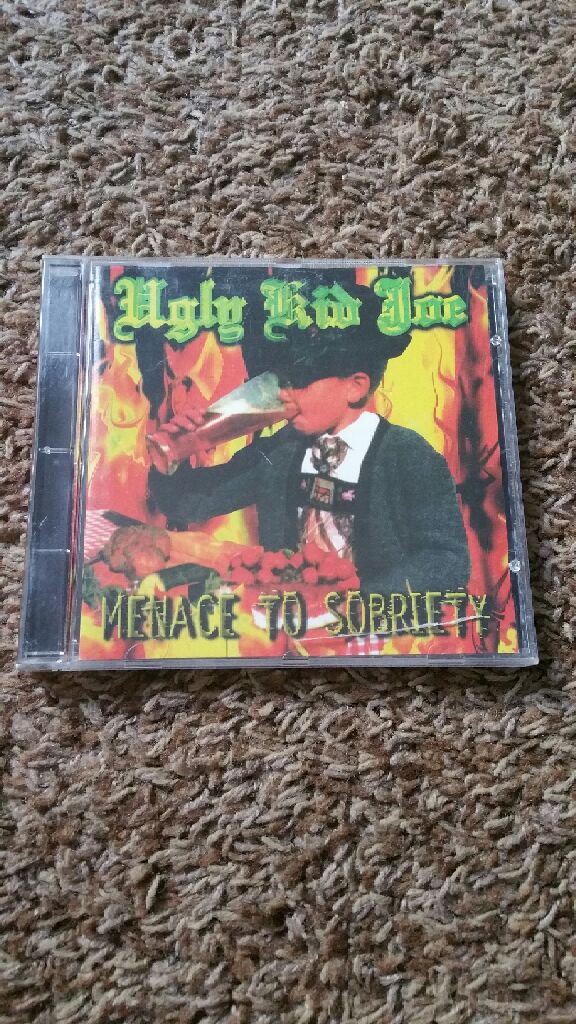 Ugly Kid Joe
MENACE TO SOBRIETY